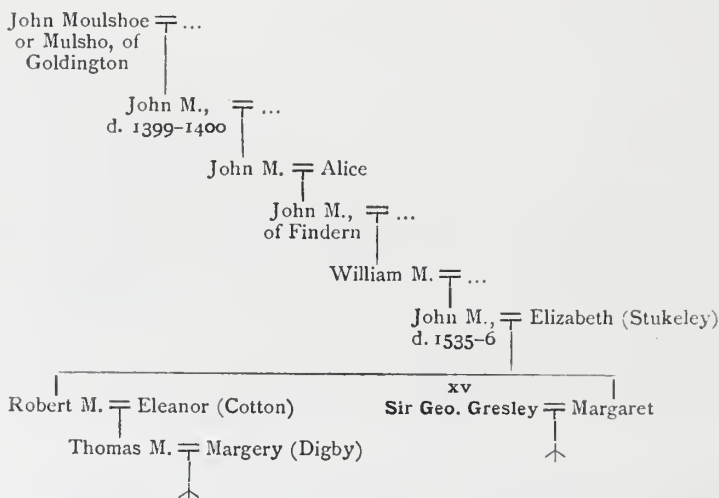 John Moulshoe = ...
or Mulsho, of
Goldington
John M., = ...
d. 1399-1400
John M. = Alice
John M., = ...
of Findern
William M. = ...
John M., = Elizabeth (Stukeley)
d. 1535-6
xv
Robert M. = Eleanor (Cotton) Sir Geo. Gresley = Margaret
Thomas M. = Margery (Digby)